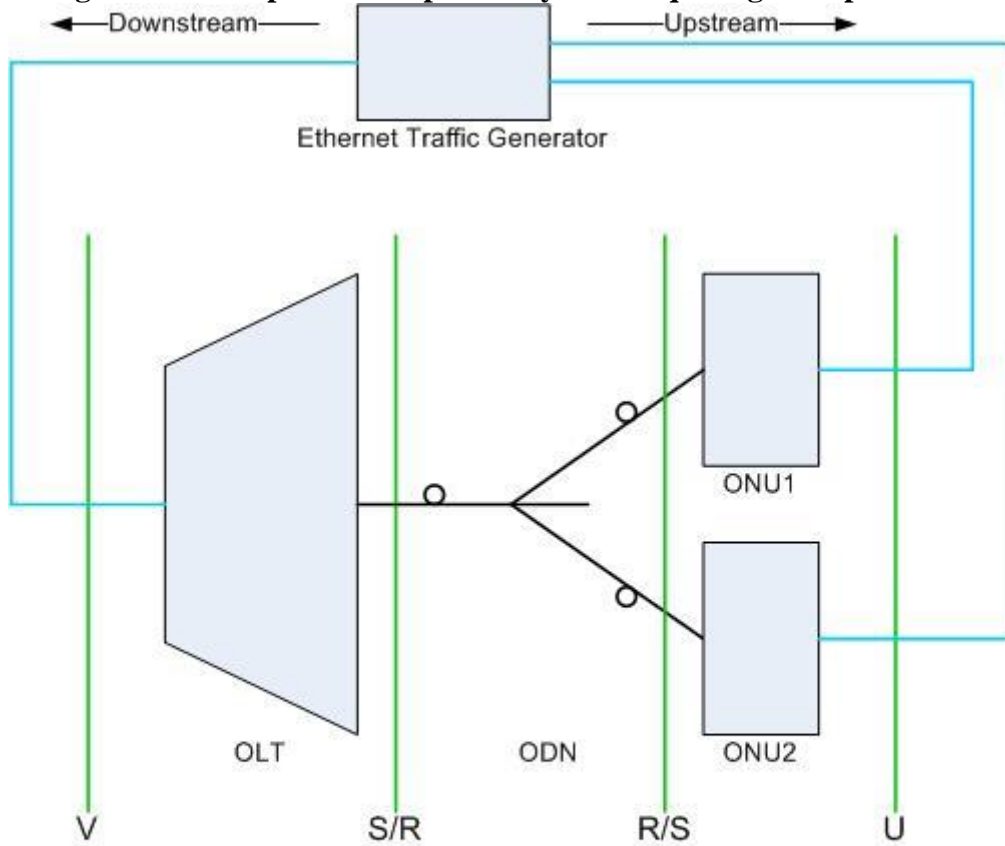 Downstream
Upstream
Ethernet Traffic Generator
ONU1
OLT
ODN
ONU2
V
S/R
R/S
U